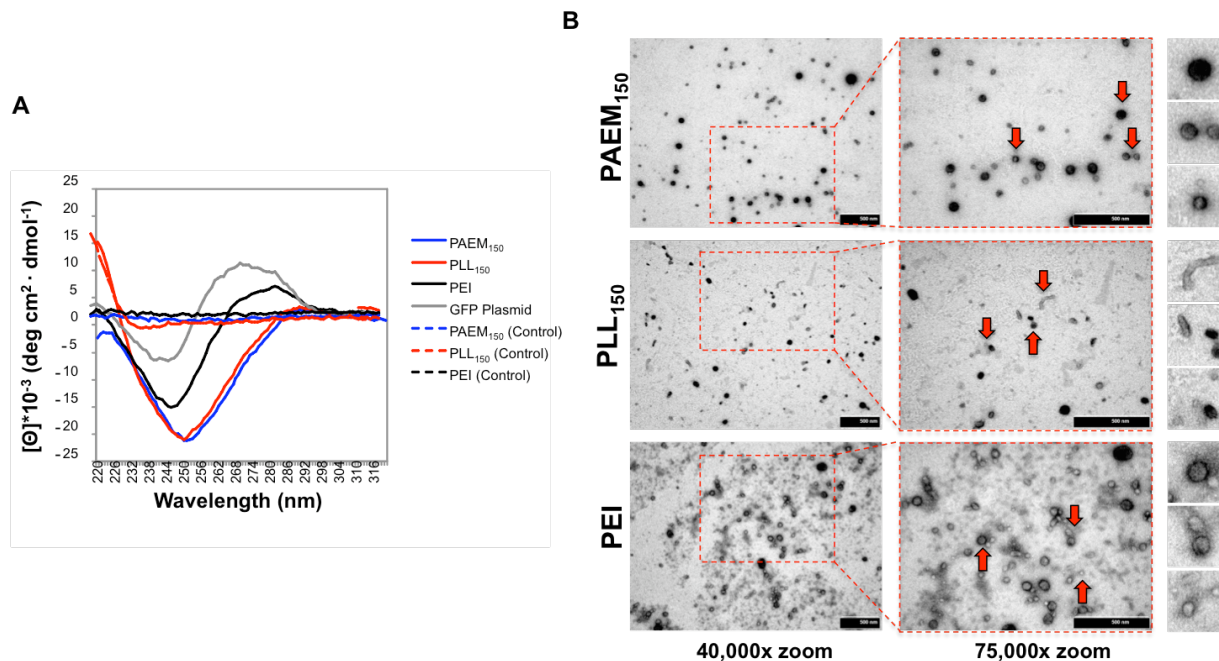 A
[Θ]*10⁻³ (deg cm² · dmol⁻¹)
25
20
15
10
5
0
-5
-10
-15
-20
-25
220 226 232 238 244 250 256 262 268 274 280 286 292 298 304 310 316
Wavelength (nm)
PAEM₁₅₀
PLL₁₅₀
PEI
GFP Plasmid
PAEM₁₅₀ (Control)
PLL₁₅₀ (Control)
PEI (Control)
B
PAEM₁₅₀
500 nm
500 nm
PLL₁₅₀
500 nm
500 nm
PEI
500 nm
500 nm
40,000x zoom
75,000x zoom